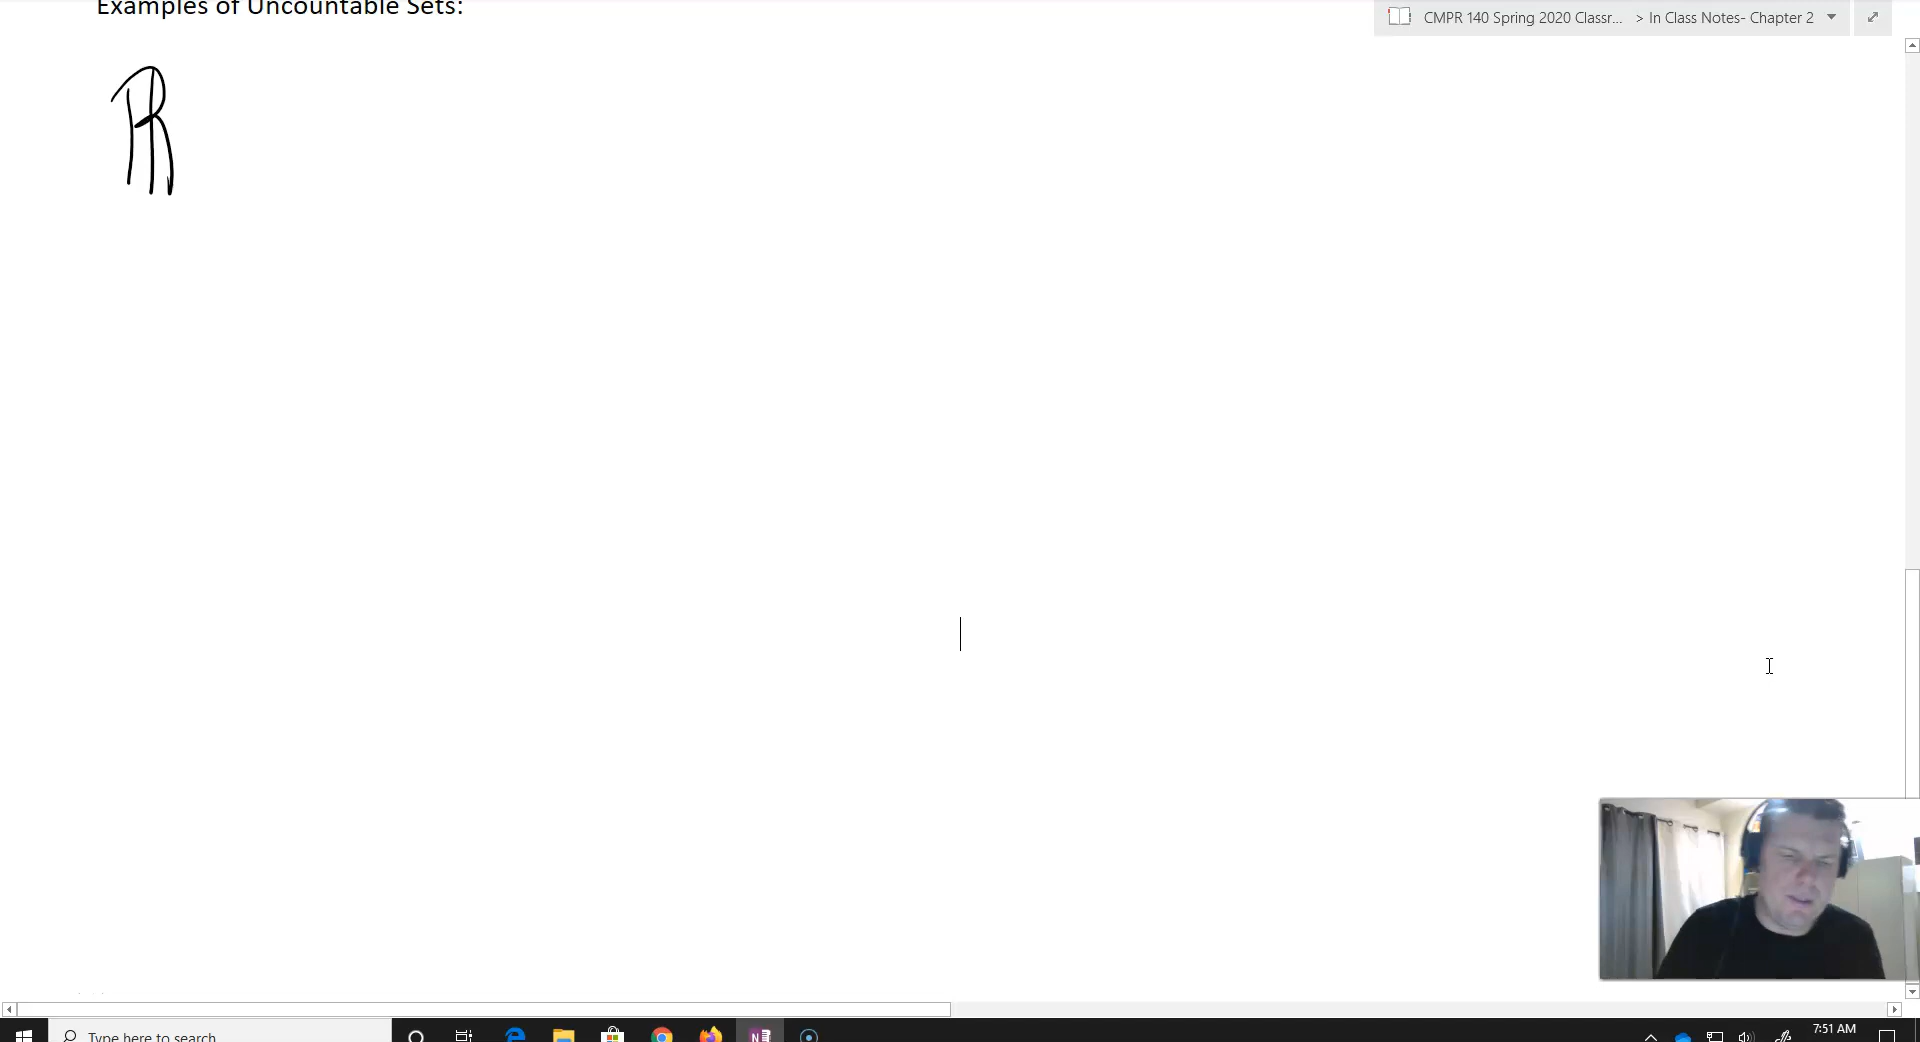 Examples of Uncountable Sets:
CMPR 140 Spring 2020 Classr... > In Class Notes- Chapter 2
ℝ
Type here to search
N
7:51 AM